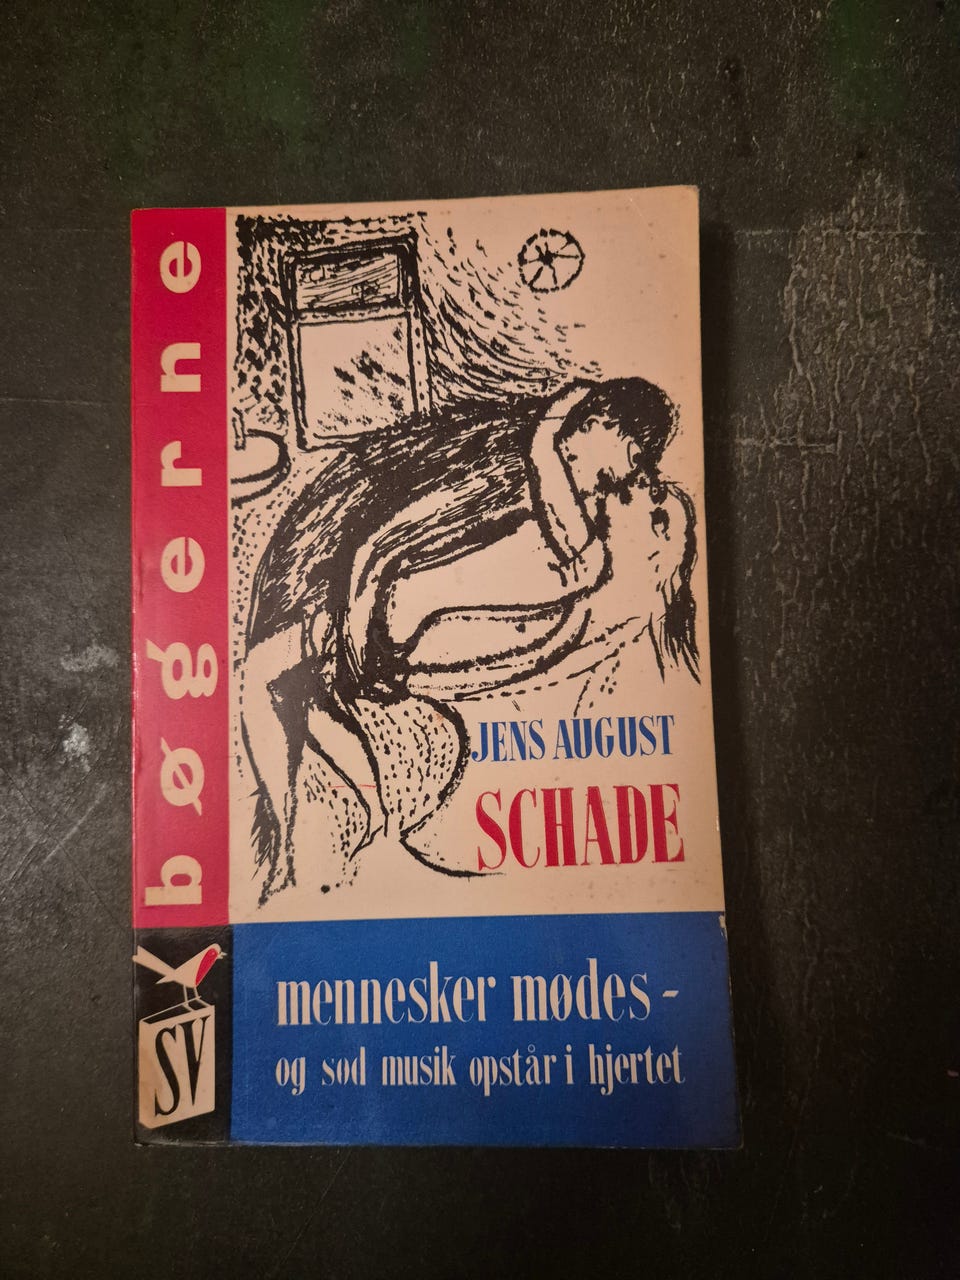 bøgerne
SV
JENS AUGUST
SCHADE
mennesker mødes -
og sød musik opstår i hjertet